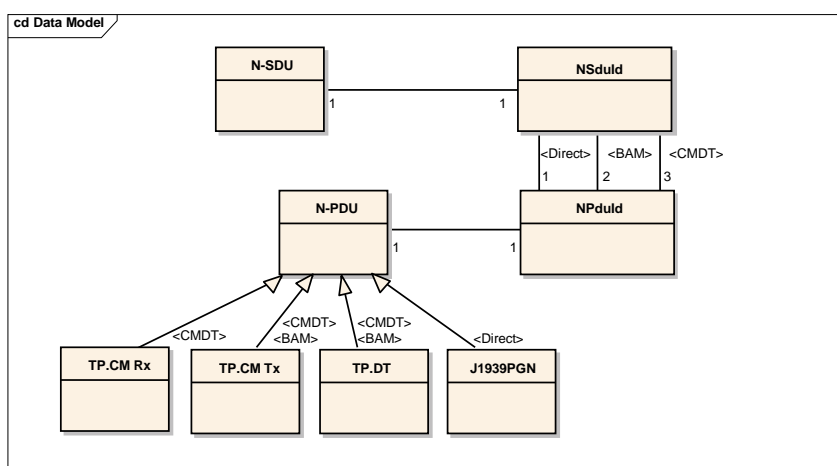 cd Data Model
N-SDU
NSduId
1
1
<Direct>
<BAM>
<CMDT>
1
2
3
N-PDU
NPduId
1
1
<CMDT>
<CMDT>
<BAM>
<CMDT>
<BAM>
<Direct>
TP.CM Rx
TP.CM Tx
TP.DT
J1939PGN